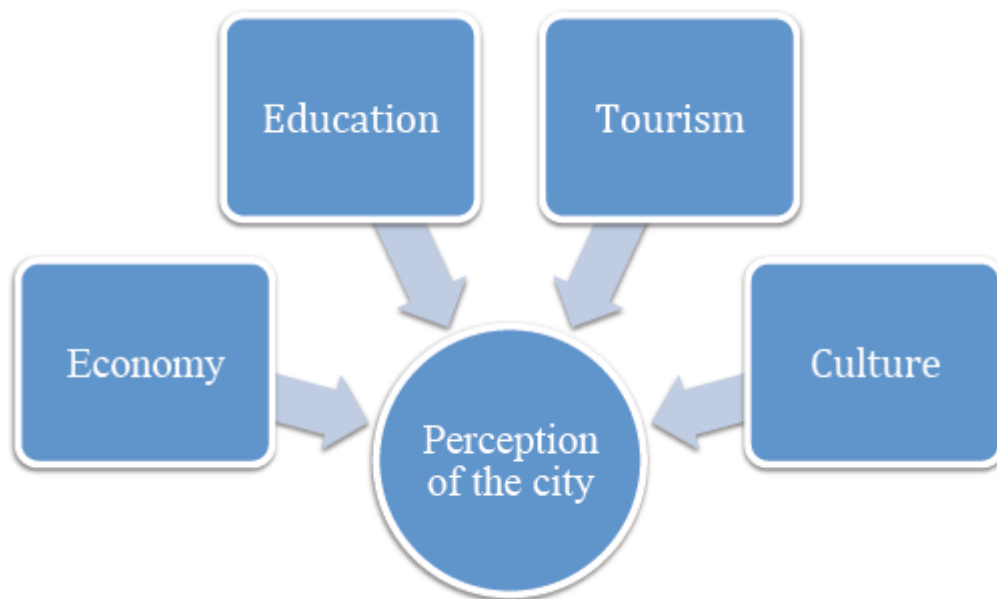 Education
Tourism
Economy
Culture
Perception
of the city